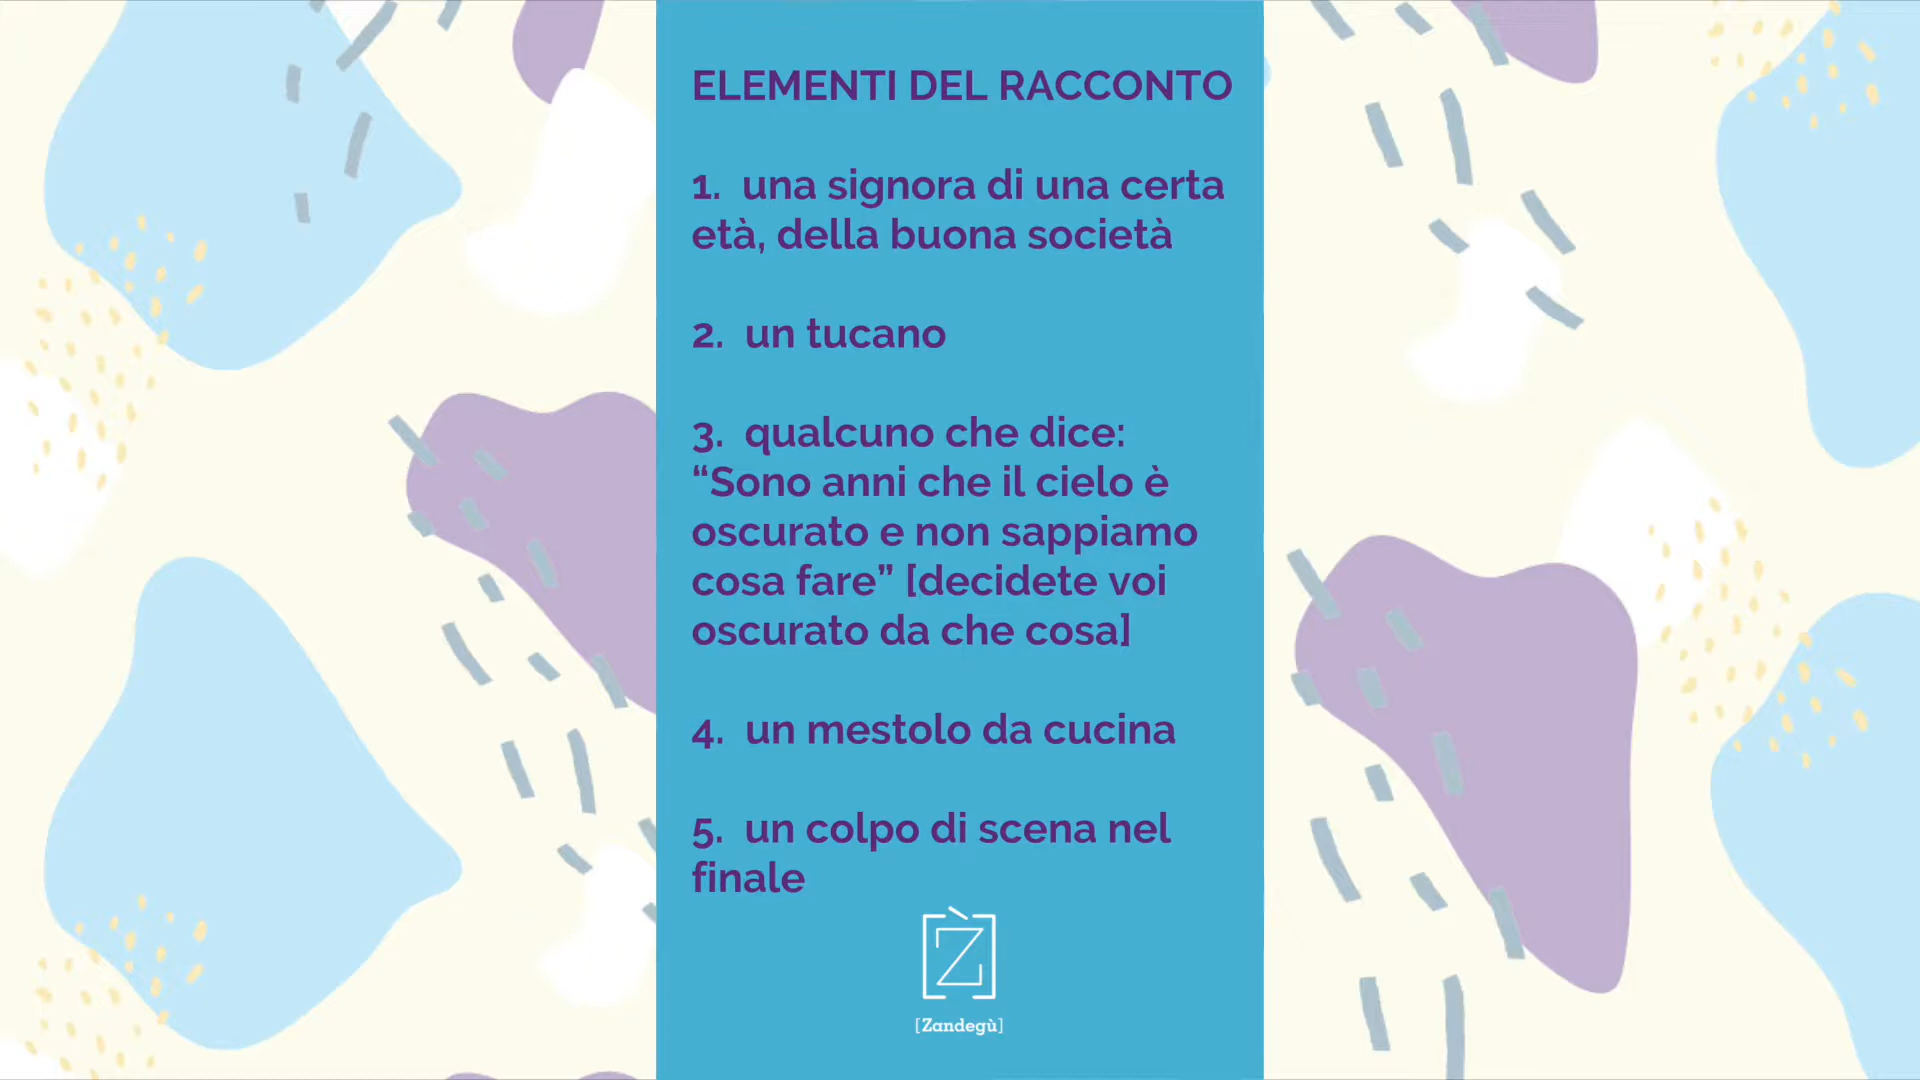 ELEMENTI DEL RACCONTO
1. una signora di una certa
età, della buona società
2. un tucano
3. qualcuno che dice:
“Sono anni che il cielo è
oscurato e non sappiamo
cosa fare” [decidete voi
oscurato da che cosa]
4. un mestolo da cucina
5. un colpo di scena nel
finale
[Z̀]
[Zandegù]